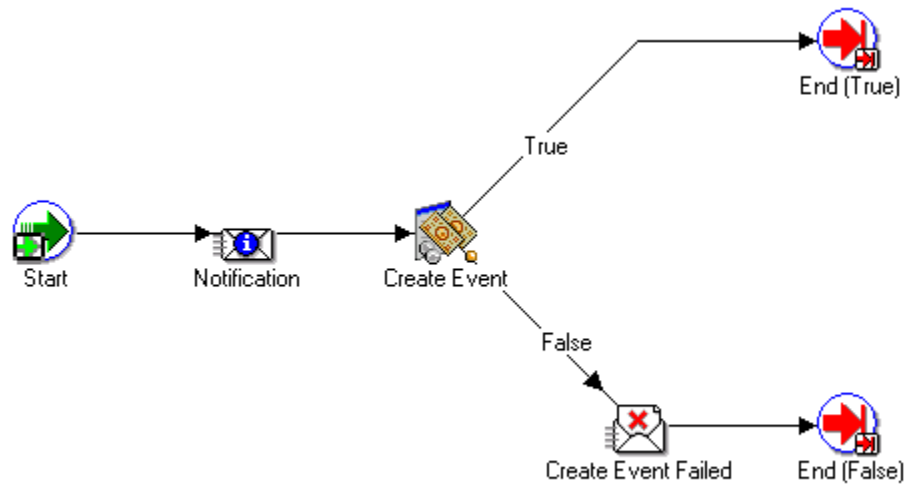 End (True)
True
Start
Notification
Create Event
False
Create Event Failed
End (False)